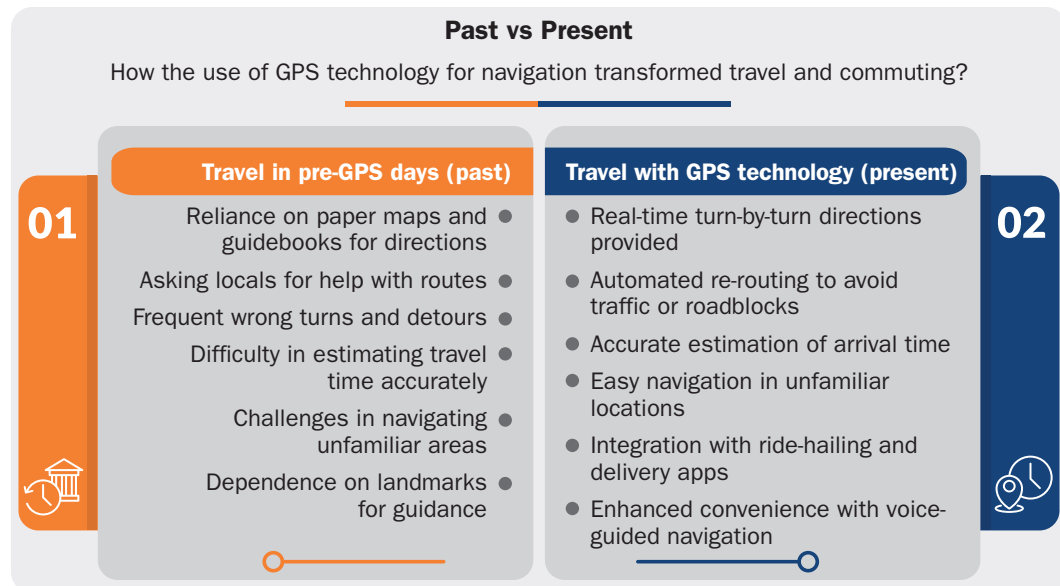 Past vs Present
How the use of GPS technology for navigation transformed travel and commuting?
01
Travel in pre-GPS days (past)
Reliance on paper maps and
guidebooks for directions
Asking locals for help with routes
Frequent wrong turns and detours
Difficulty in estimating travel
time accurately
Challenges in navigating
unfamiliar areas
Dependence on landmarks
for guidance
Travel with GPS technology (present)
02
Real-time turn-by-turn directions
provided
Automated re-routing to avoid
traffic or roadblocks
Accurate estimation of arrival time
Easy navigation in unfamiliar
locations
Integration with ride-hailing and
delivery apps
Enhanced convenience with voice-
guided navigation